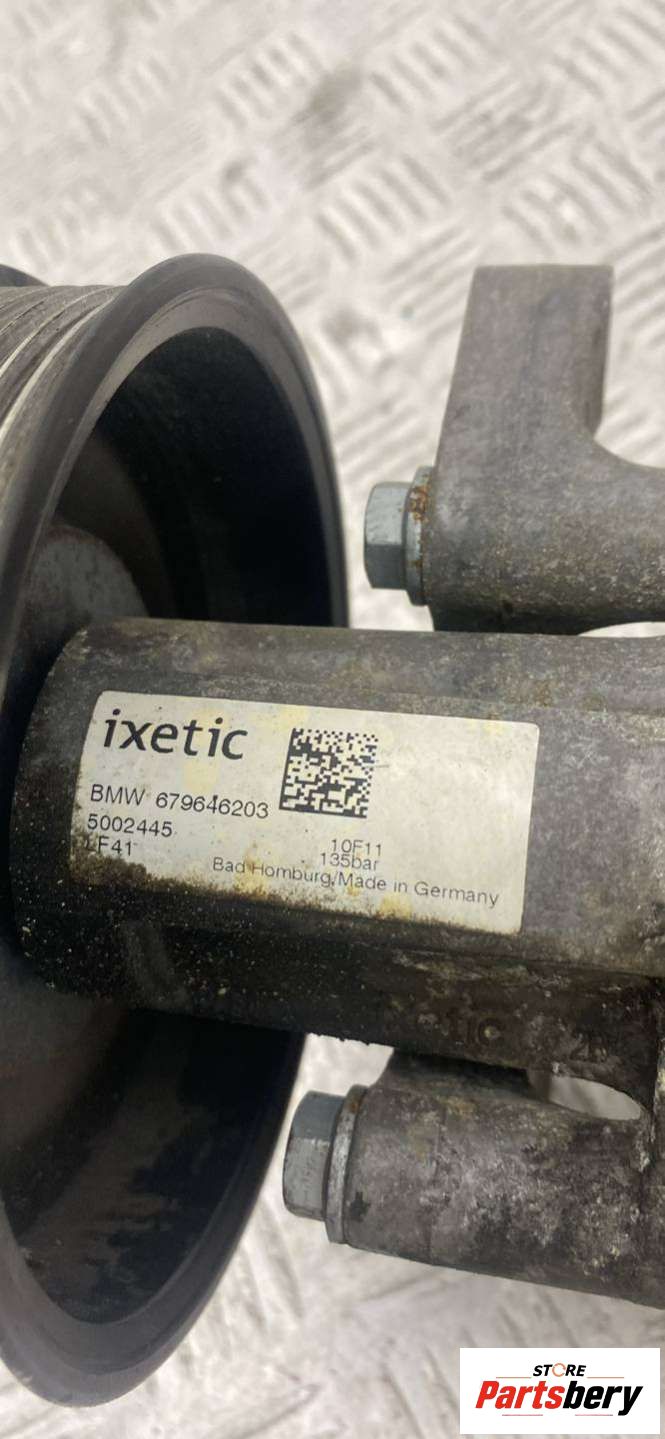 ixetic
BMW 679646203
5002445
LF41
10F11
135bar
Bad Homburg/Made in Germany
STORE
Partsbery